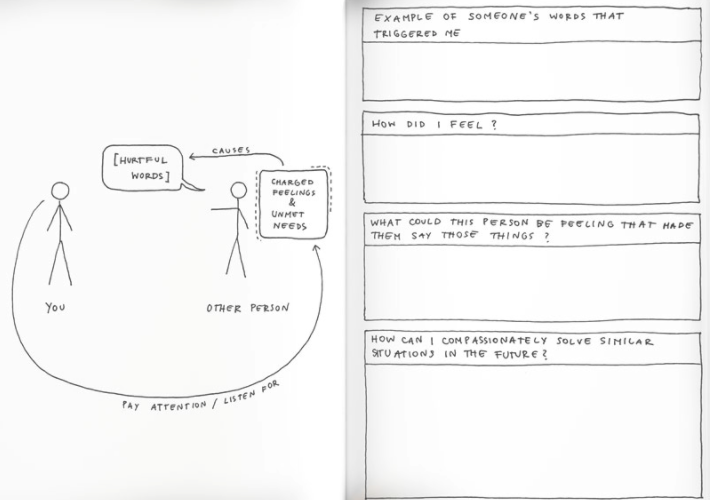 [HURTFUL
WORDS]
CAUSES
CHARGED
FEELINGS
&
UNMET
NEEDS
YOU
OTHER PERSON
PAY ATTENTION / LISTEN FOR
EXAMPLE OF SOMEONE'S WORDS THAT
TRIGGERED ME
HOW DID I FEEL ?
WHAT COULD THIS PERSON BE FEELING THAT MADE
THEM SAY THOSE THINGS ?
HOW CAN I COMPASSIONATELY SOLVE SIMILAR
SITUATIONS IN THE FUTURE?